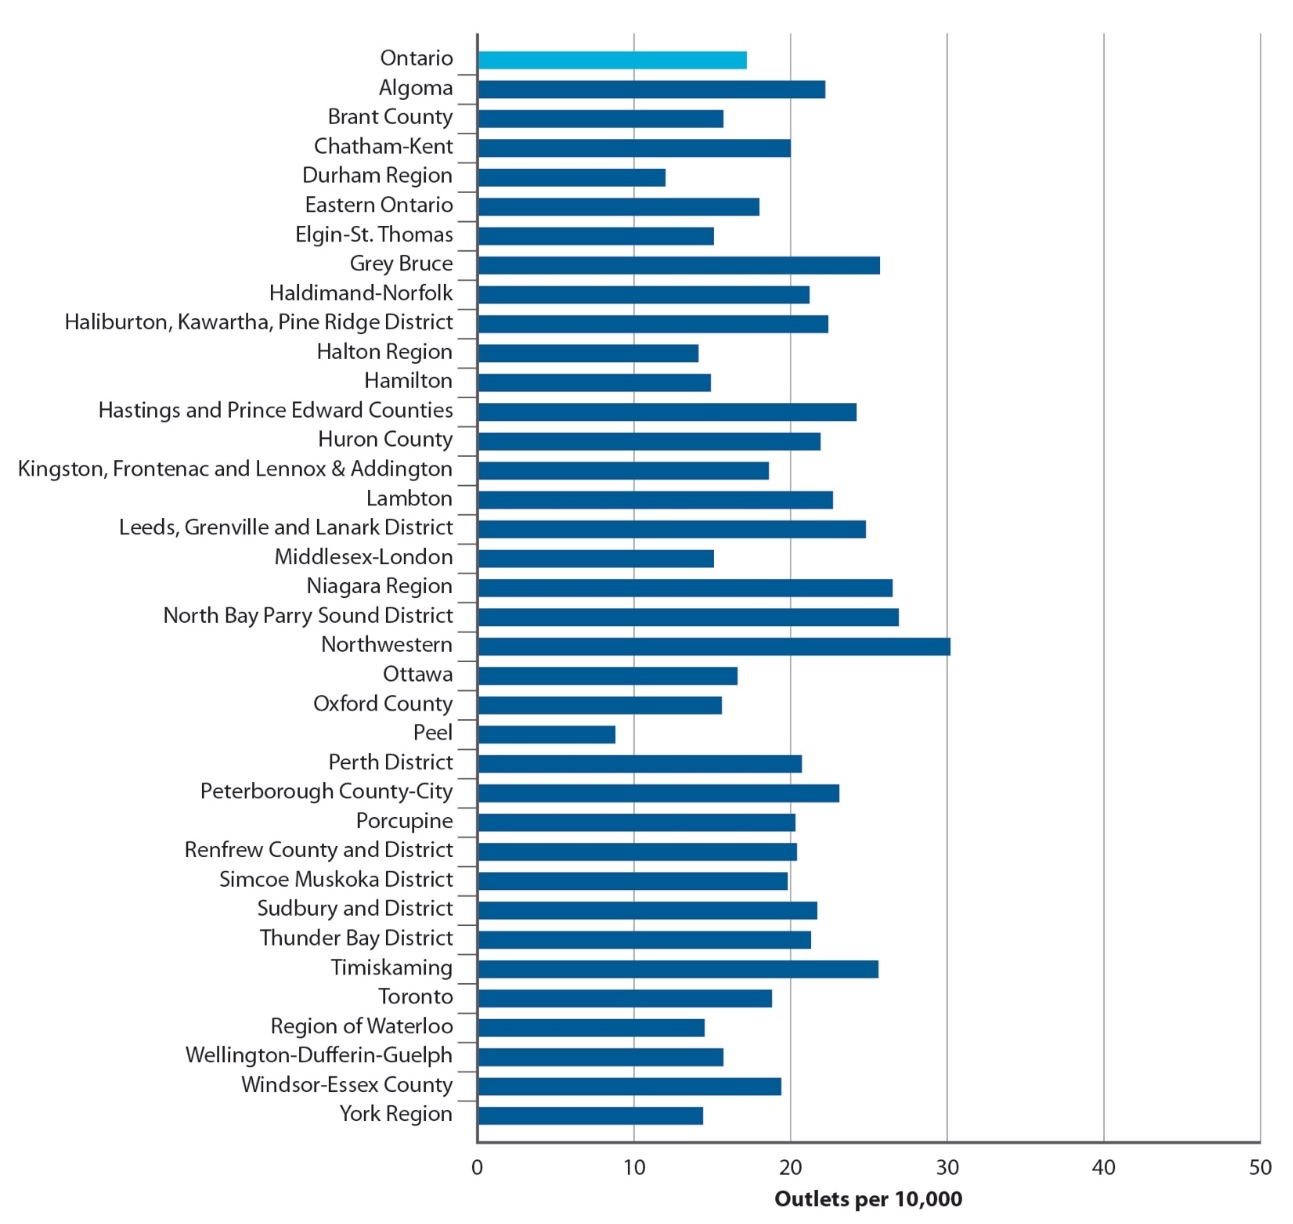 Ontario
Algoma
Brant County
Chatham-Kent
Durham Region
Eastern Ontario
Elgin-St. Thomas
Grey Bruce
Haldimand-Norfolk
Haliburton, Kawartha, Pine Ridge District
Halton Region
Hamilton
Hastings and Prince Edward Counties
Huron County
Kingston, Frontenac and Lennox & Addington
Lambton
Leeds, Grenville and Lanark District
Middlesex-London
Niagara Region
North Bay Parry Sound District
Northwestern
Ottawa
Oxford County
Peel
Perth District
Peterborough County-City
Porcupine
Renfrew County and District
Simcoe Muskoka District
Sudbury and District
Thunder Bay District
Timiskaming
Toronto
Region of Waterloo
Wellington-Dufferin-Guelph
Windsor-Essex County
York Region
0 10 20 30 40 50
Outlets per 10,000